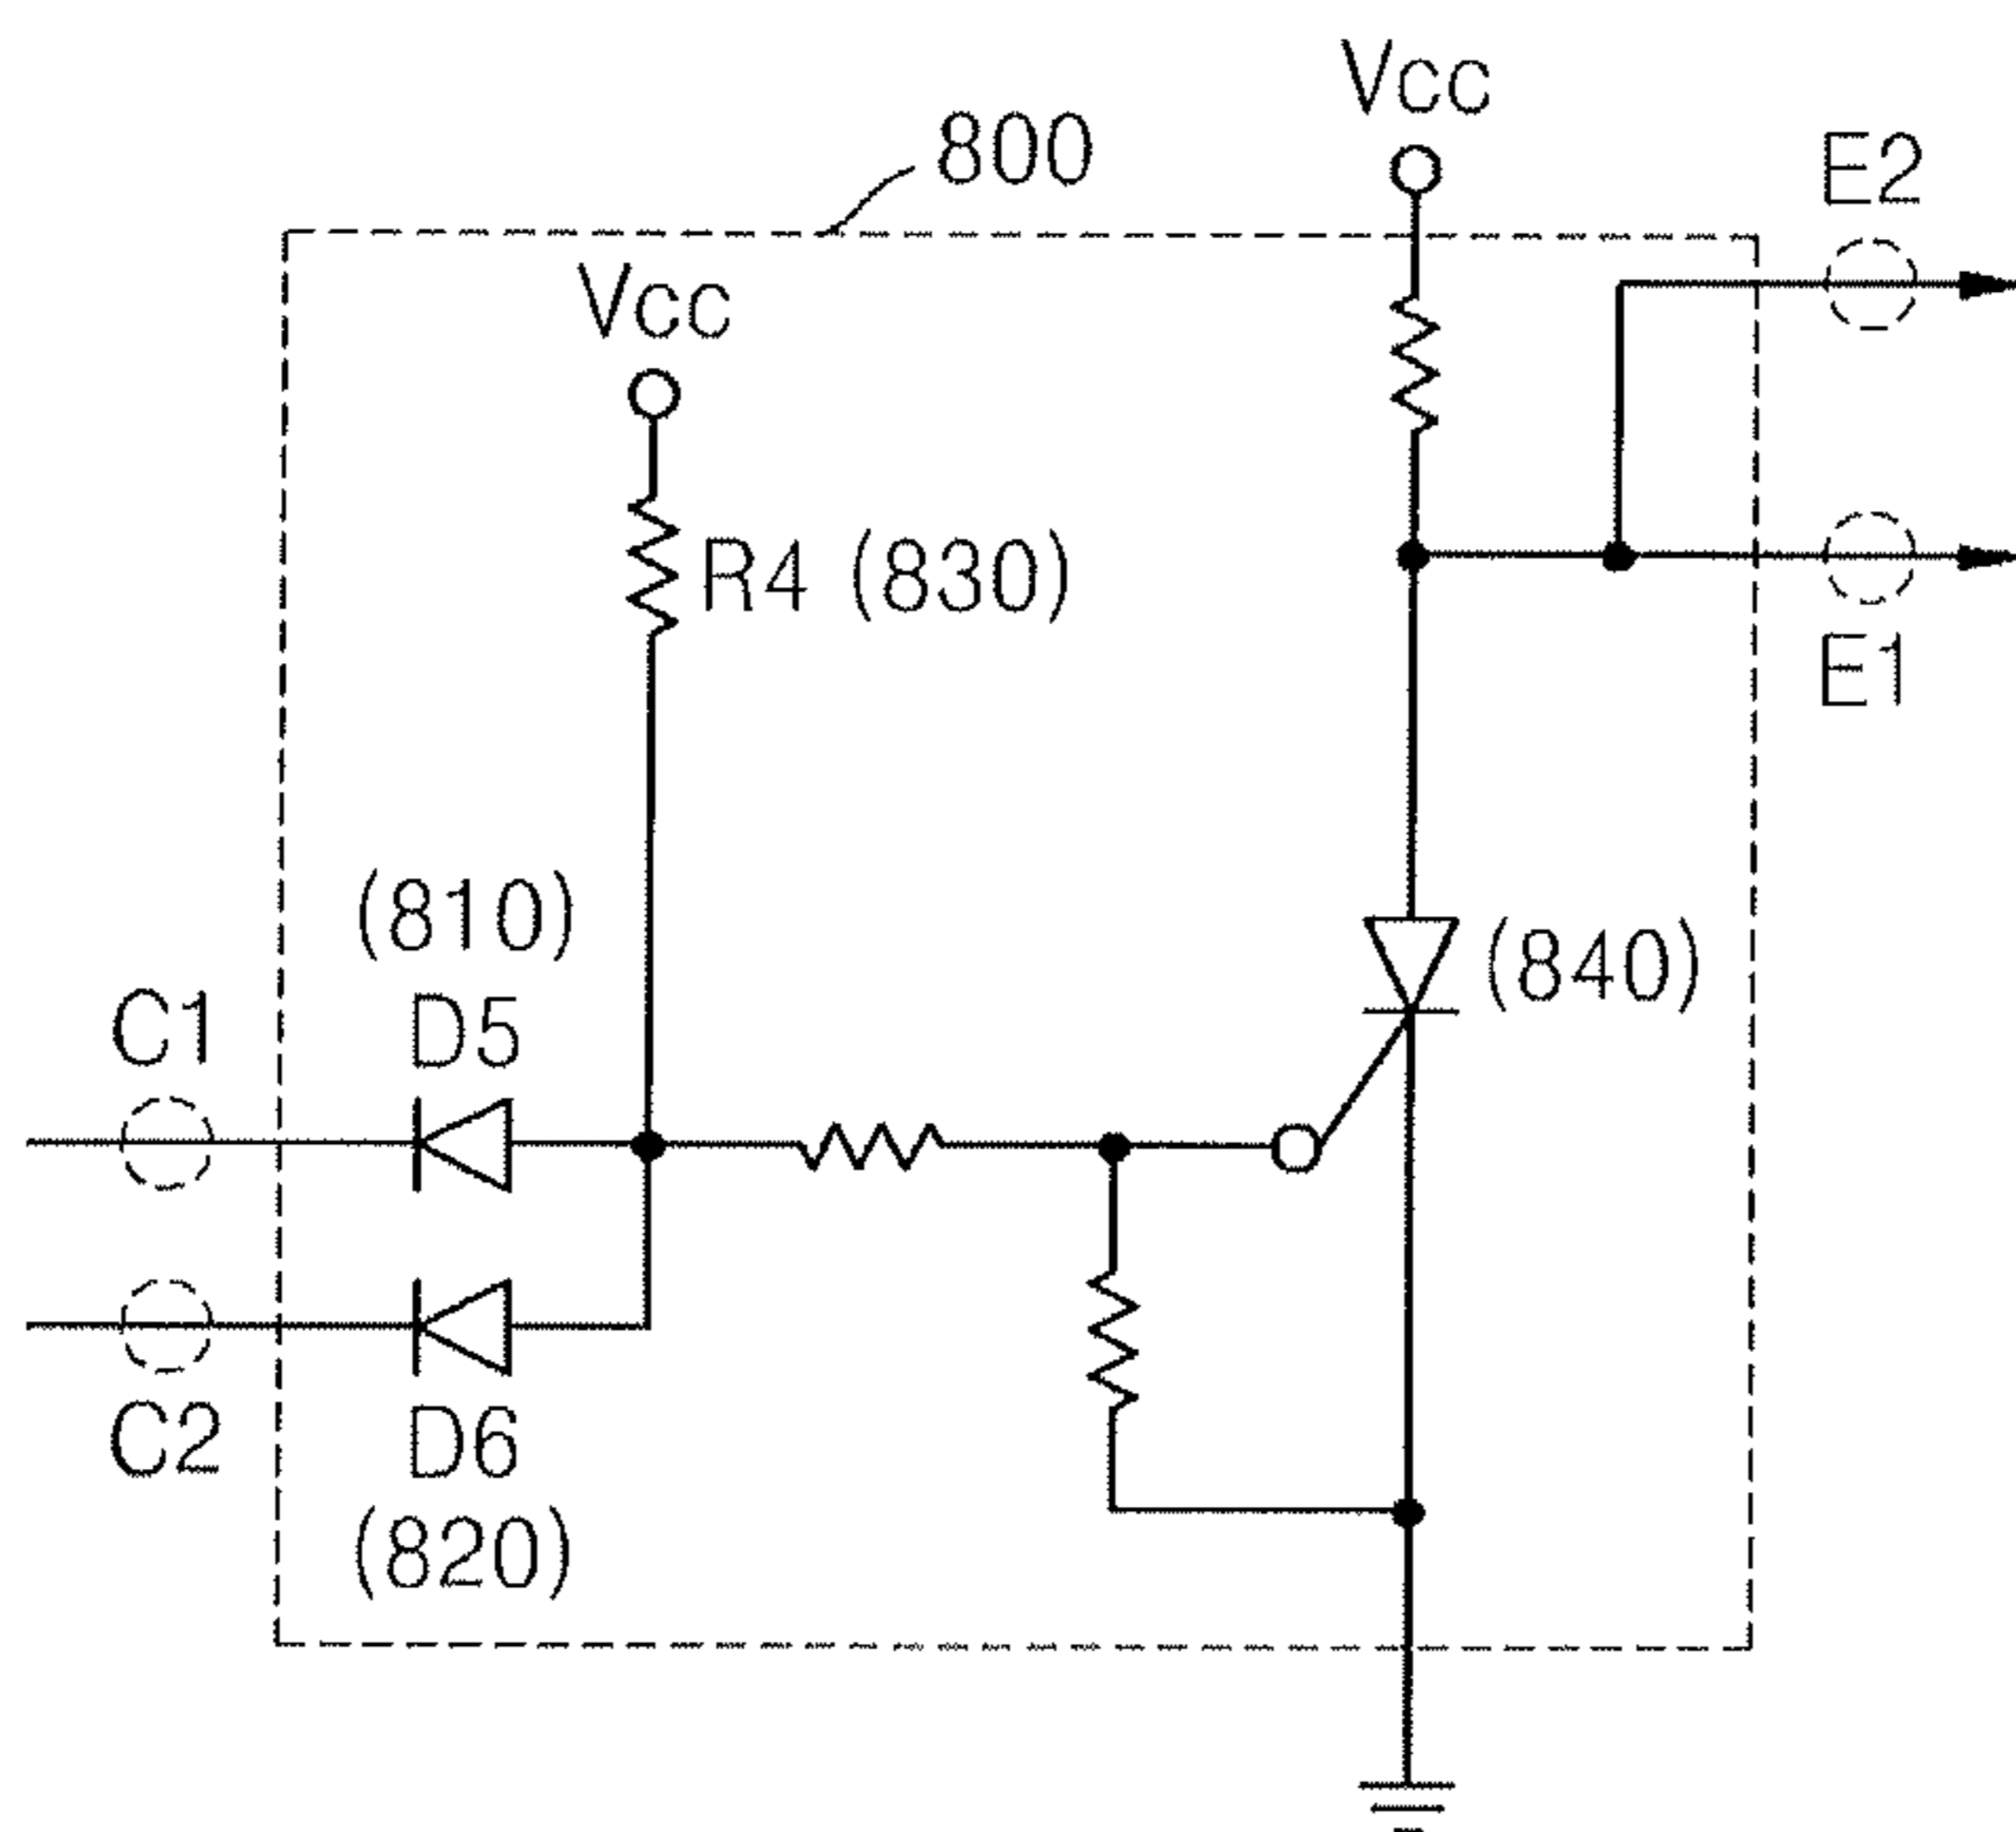 Vcc
800
E2
Vcc
R4 (830)
E1
(810)
(840)
C1
D5
C2
D6
(820)